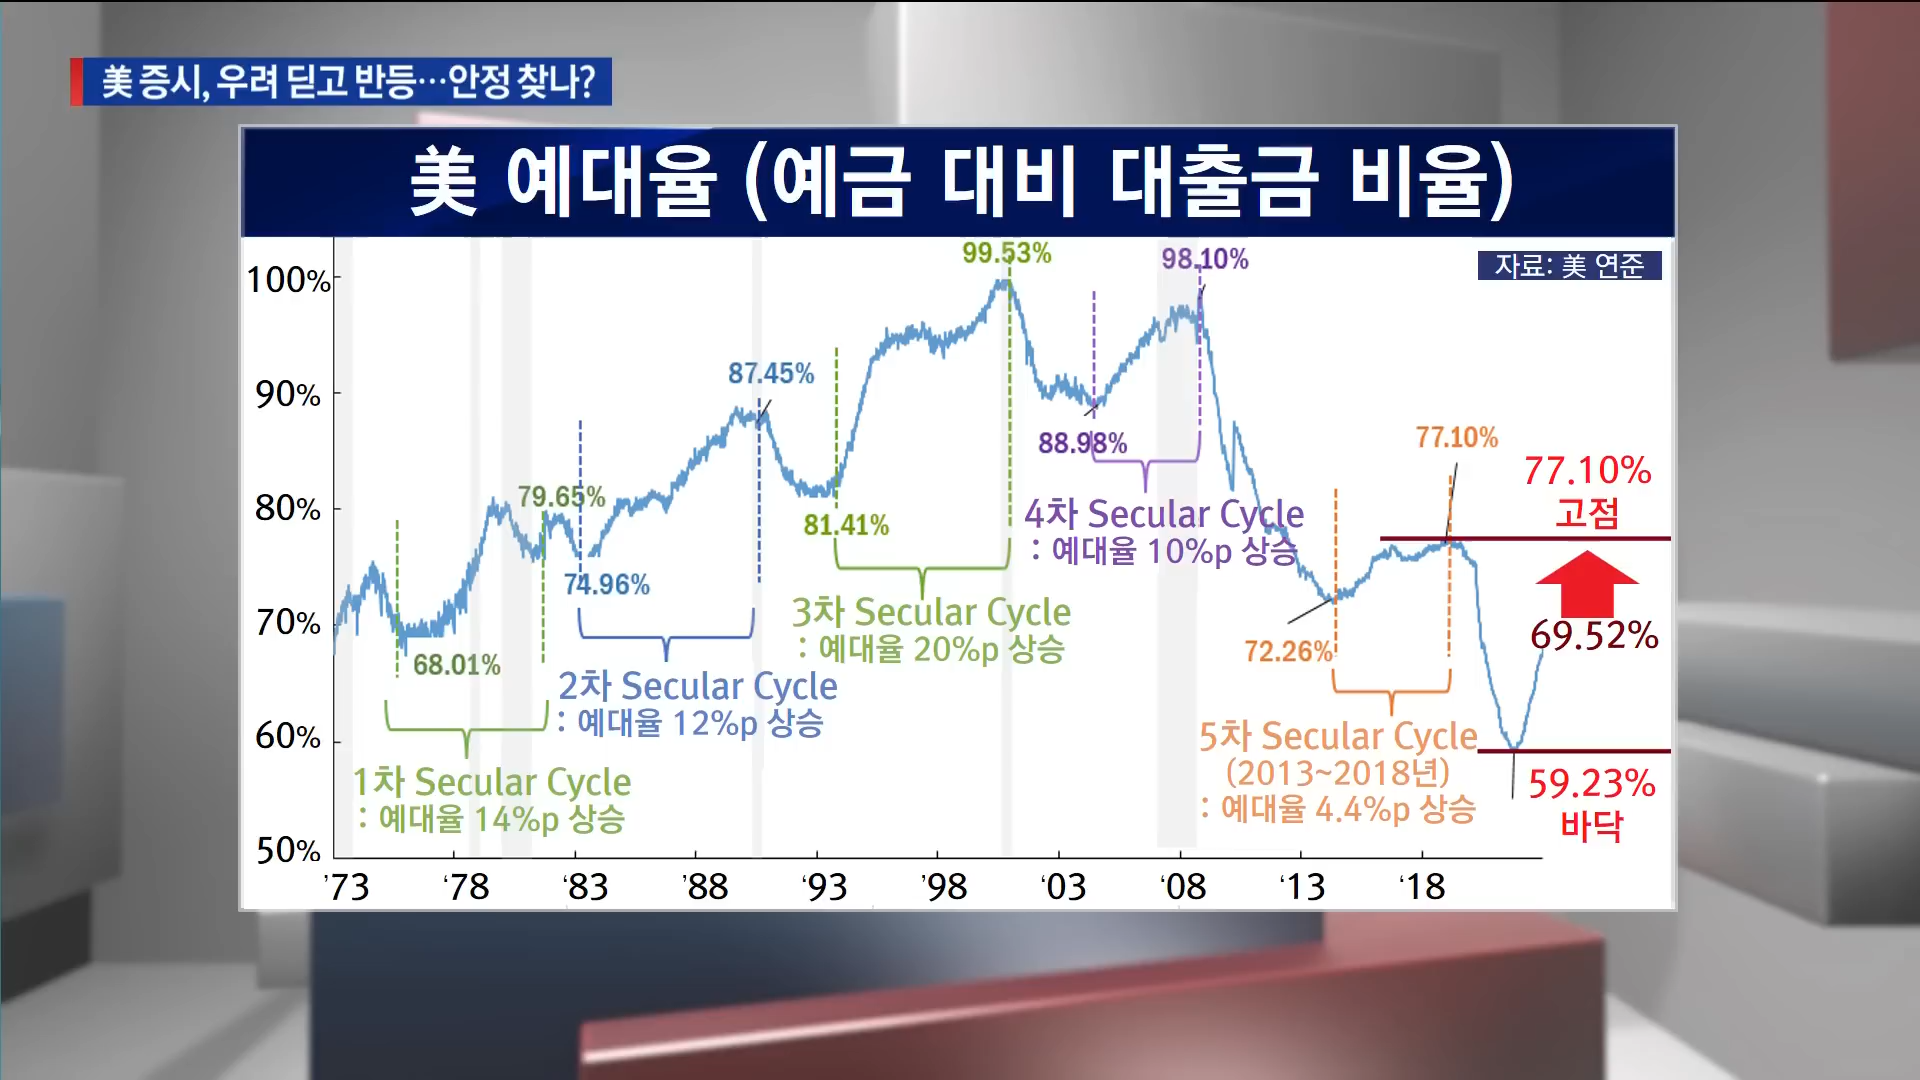 美 증시, 우려 딛고 반등…안정 찾나?
美 예대율 (예금 대비 대출금 비율)
자료: 美 연준
100%
90%
80%
70%
60%
50%
'73
'78
'83
'88
'93
'98
'03
'08
'13
'18
68.01%
79.65%
1차 Secular Cycle
: 예대율 14%p 상승
74.96%
87.45%
2차 Secular Cycle
: 예대율 12%p 상승
81.41%
99.53%
3차 Secular Cycle
: 예대율 20%p 상승
88.98%
98.10%
4차 Secular Cycle
: 예대율 10%p 상승
72.26%
77.10%
5차 Secular Cycle
(2013~2018년)
: 예대율 4.4%p 상승
77.10%
고점
69.52%
59.23%
바닥